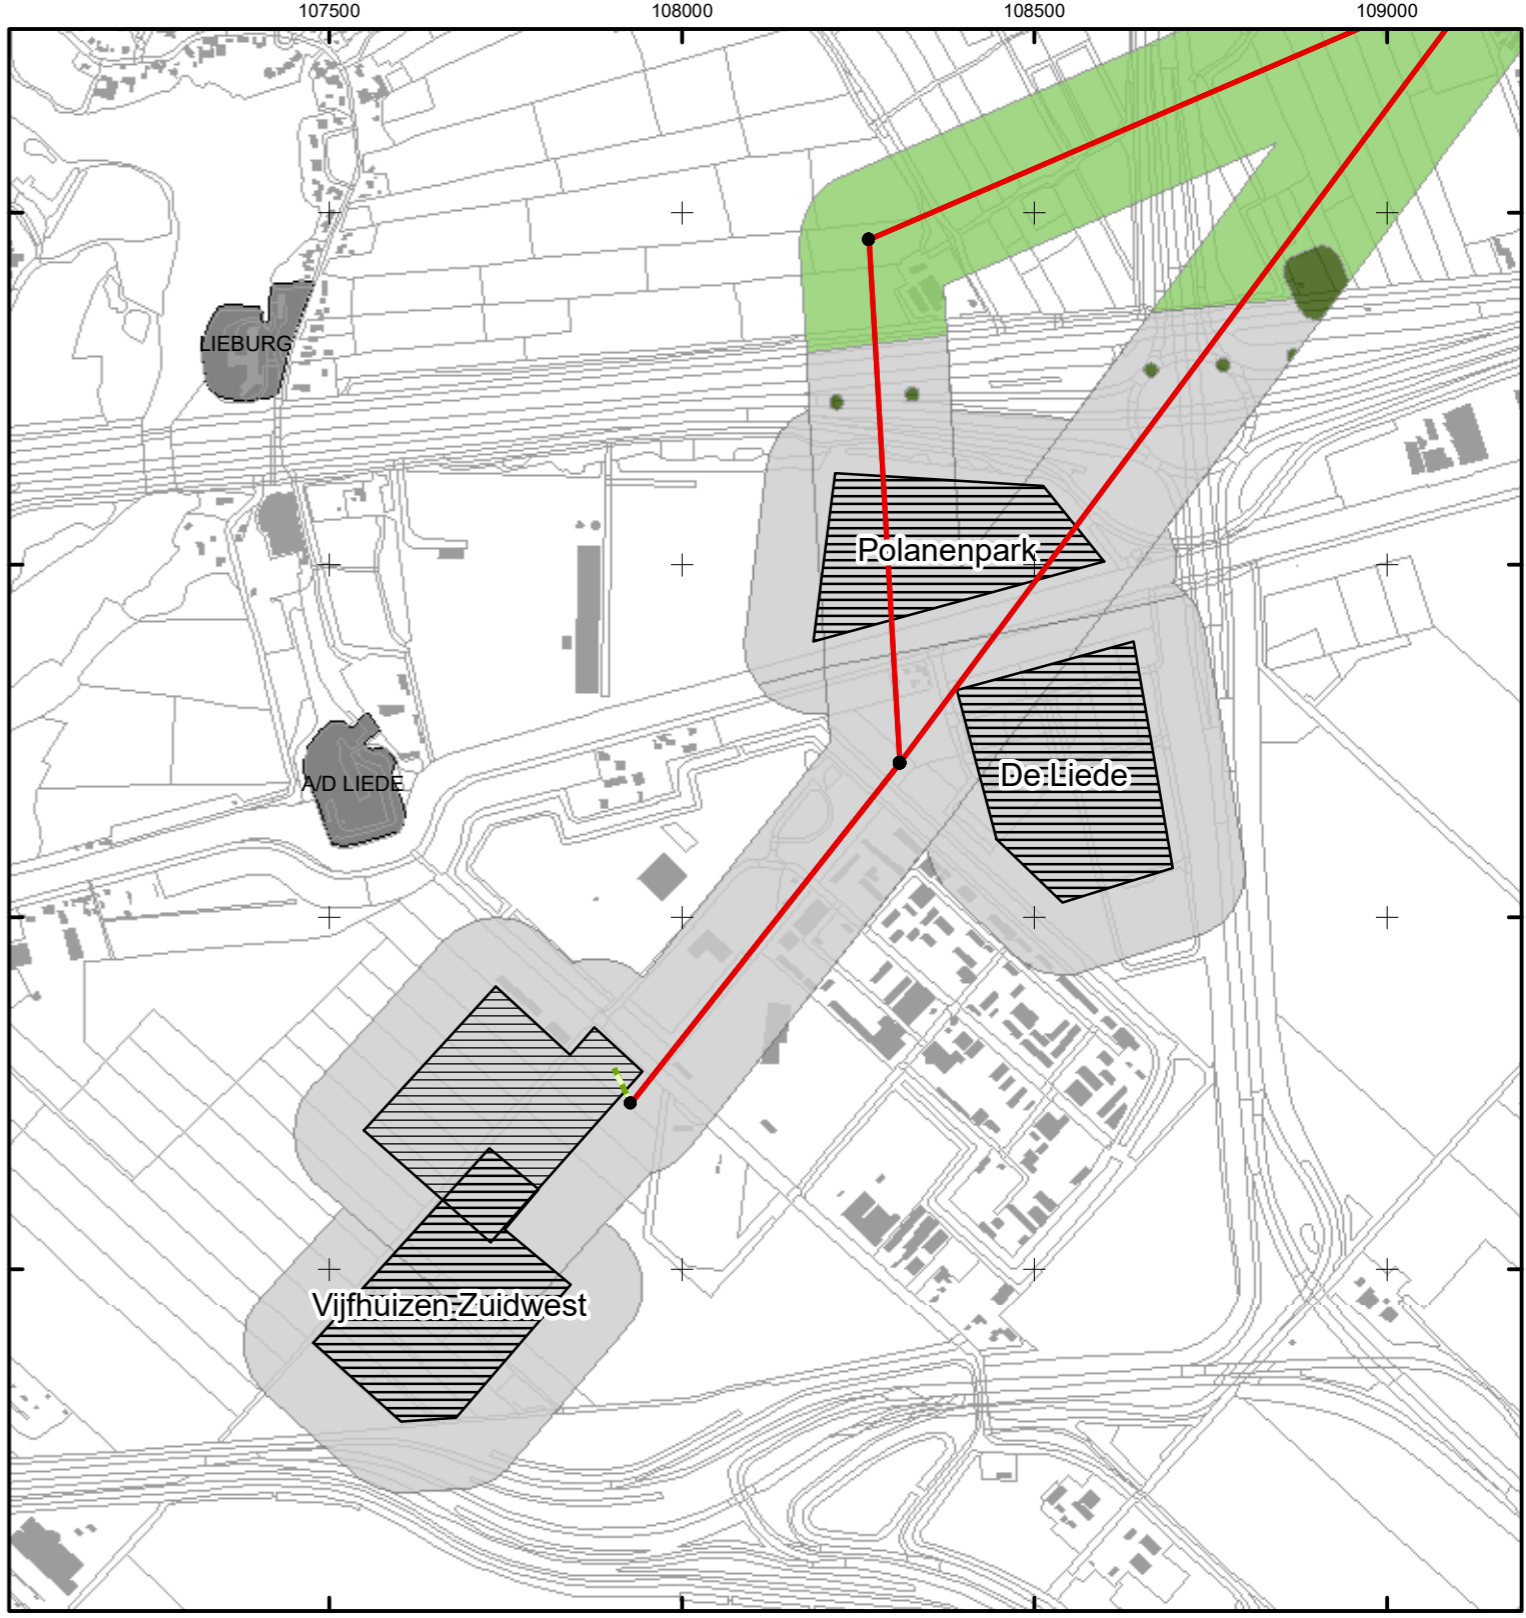 107500
108000
108500
109000
LIEBURG
Polanenpark
De Liede
A/D LIEDE
Vijfhuizen-Zuidwest